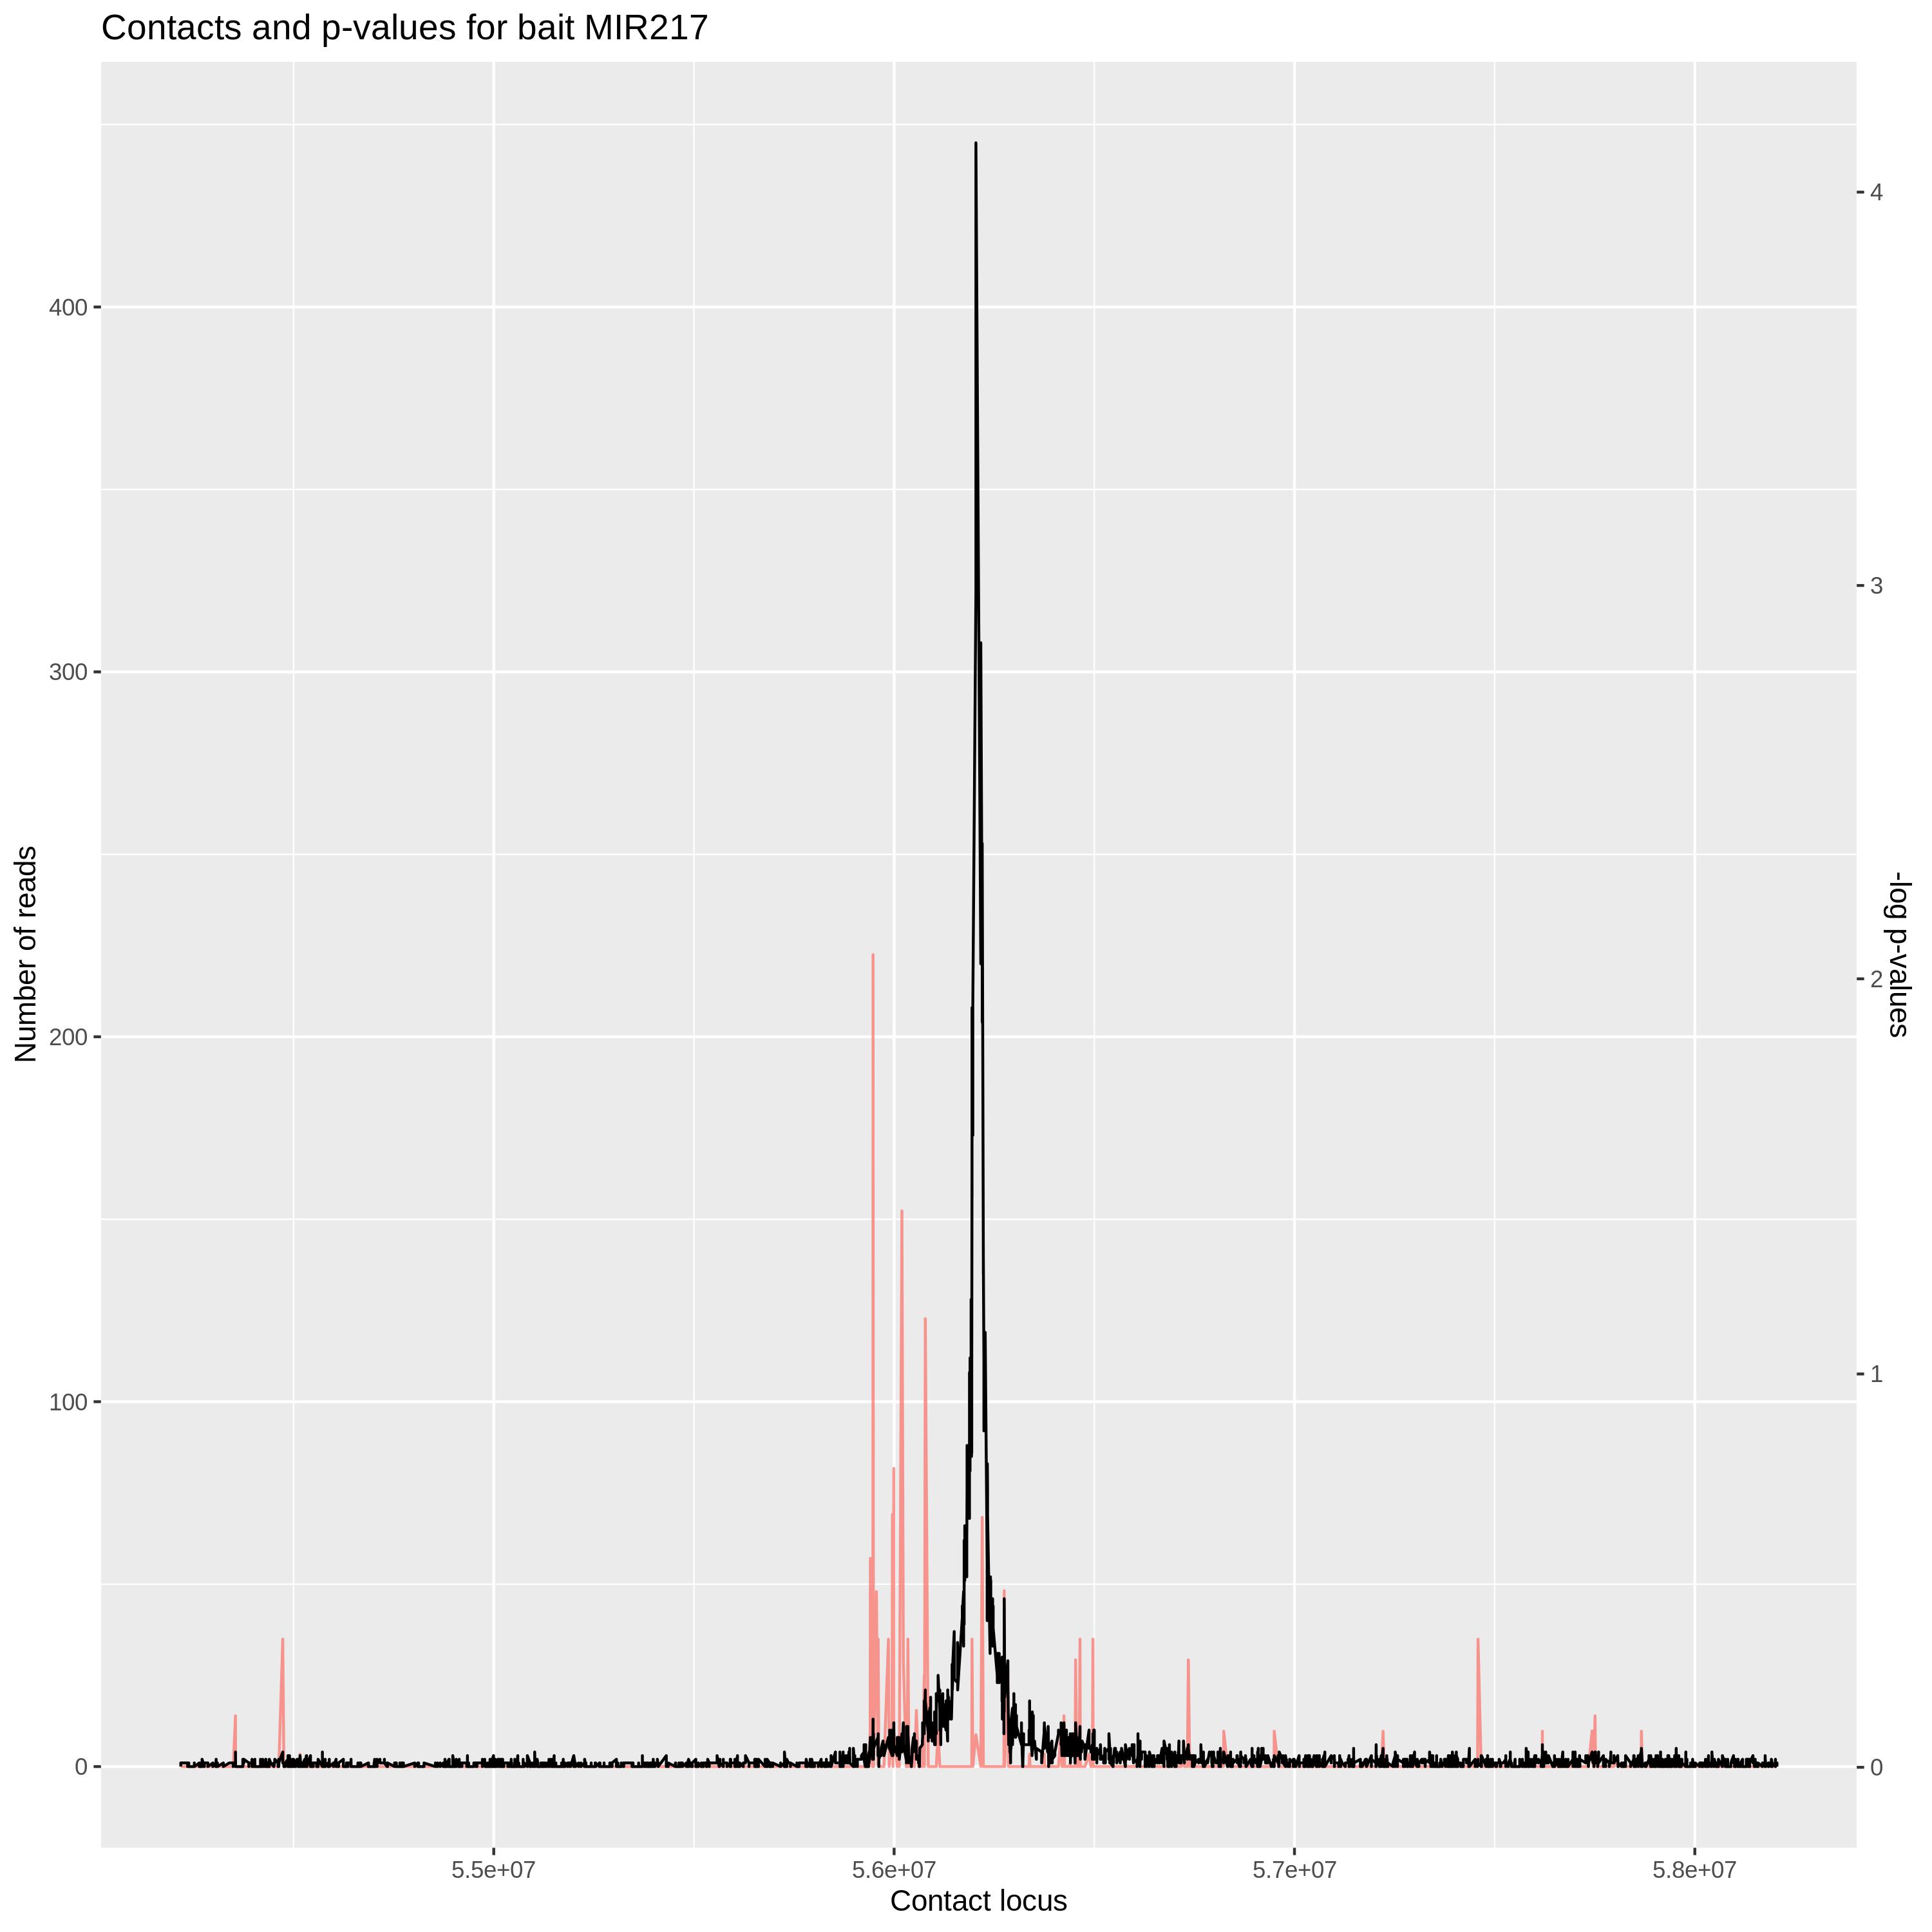 Contacts and p-values for bait MIR217
Number of reads
400
300
200
100
0
4
3
2
1
0
-log p-values
5.5e+07
5.6e+07
5.7e+07
5.8e+07
Contact locus